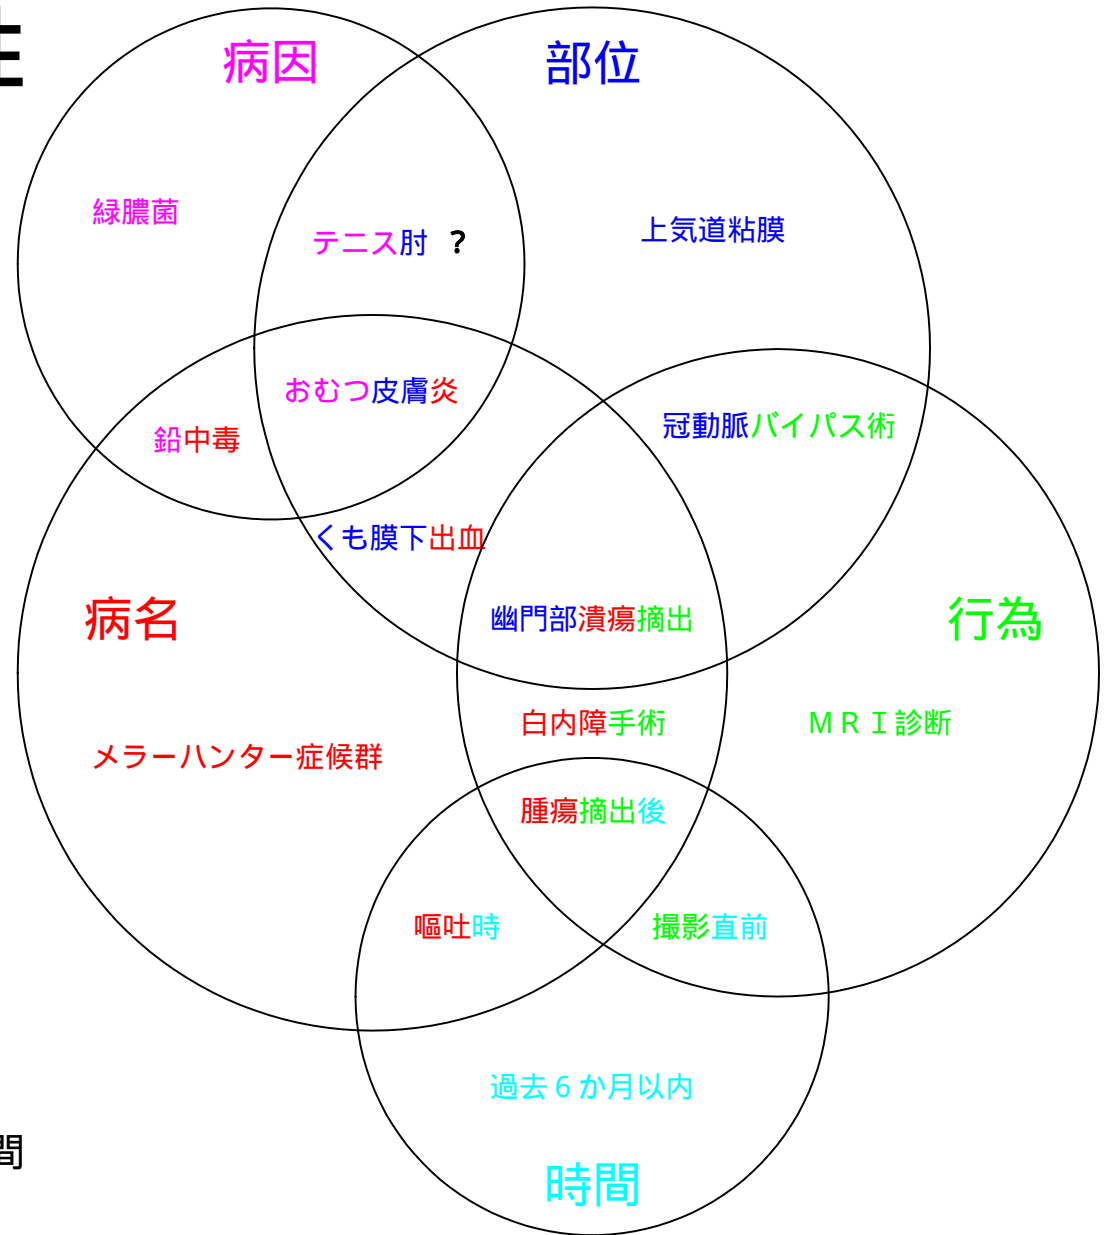 病因
部位
緑膿菌
テニス肘 ?
上気道粘膜
おむつ皮膚炎
冠動脈バイパス術
鉛中毒
くも膜下出血
病名
幽門部潰瘍摘出
行為
白内障手術
ＭＲＩ診断
メラーハンター症候群
腫瘍摘出後
嘔吐時
撮影直前
過去６か月以内
間
時間